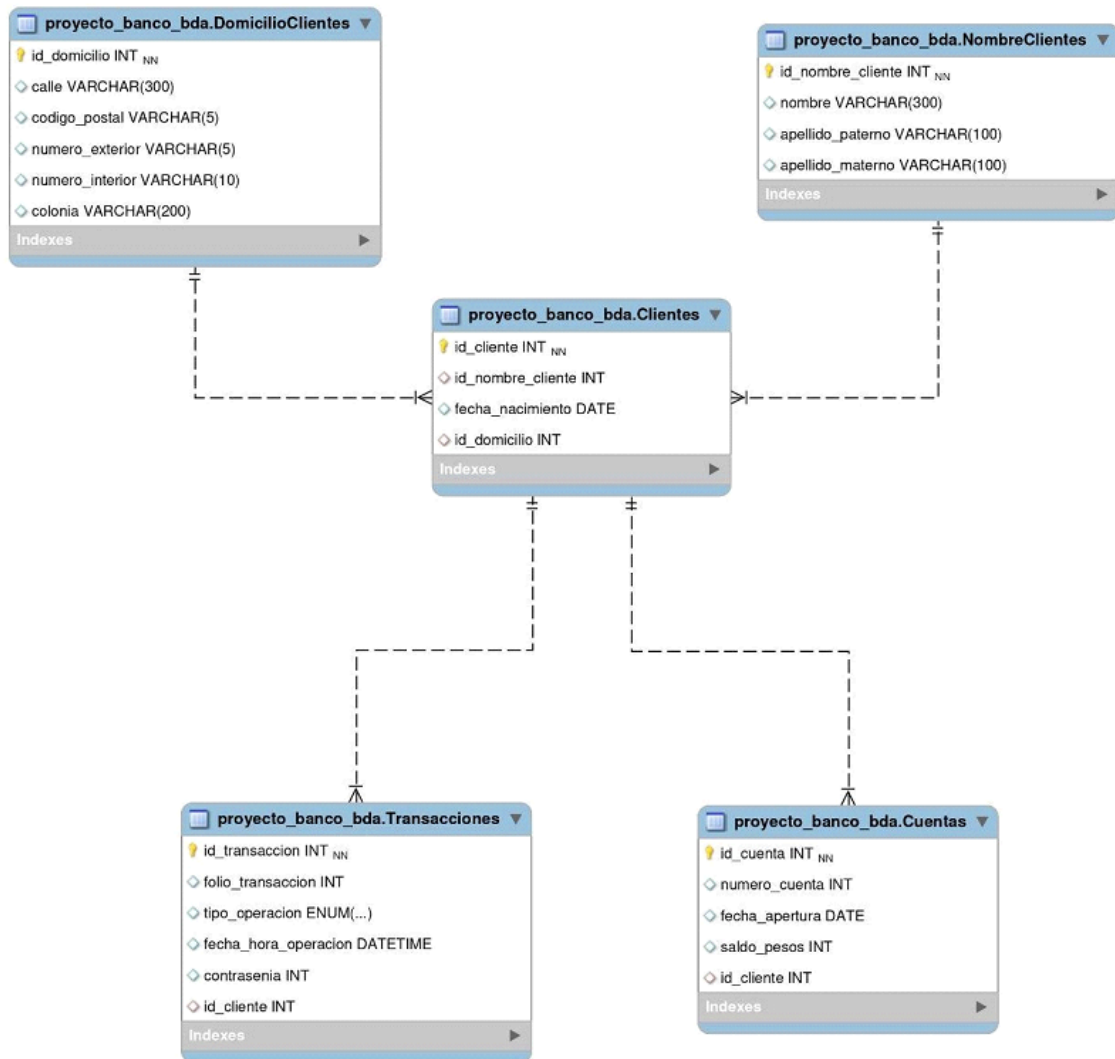 proyecto_banco_bda.DomicilioClientes
id_domicilio INT NN
calle VARCHAR(300)
codigo_postal VARCHAR(5)
numero_exterior VARCHAR(5)
numero_interior VARCHAR(10)
colonia VARCHAR(200)
Indexes
proyecto_banco_bda.NombreClientes
id_nombre_cliente INT NN
nombre VARCHAR(300)
apellido_paterno VARCHAR(100)
apellido_materno VARCHAR(100)
Indexes
proyecto_banco_bda.Clientes
id_cliente INT NN
id_nombre_cliente INT
fecha_nacimiento DATE
id_domicilio INT
Indexes
proyecto_banco_bda.Transacciones
id_transaccion INT NN
folio_transaccion INT
tipo_operacion ENUM(...)
fecha_hora_operacion DATETIME
contrasenia INT
id_cliente INT
Indexes
proyecto_banco_bda.Cuentas
id_cuenta INT NN
numero_cuenta INT
fecha_apertura DATE
saldo_pesos INT
id_cliente INT
Indexes